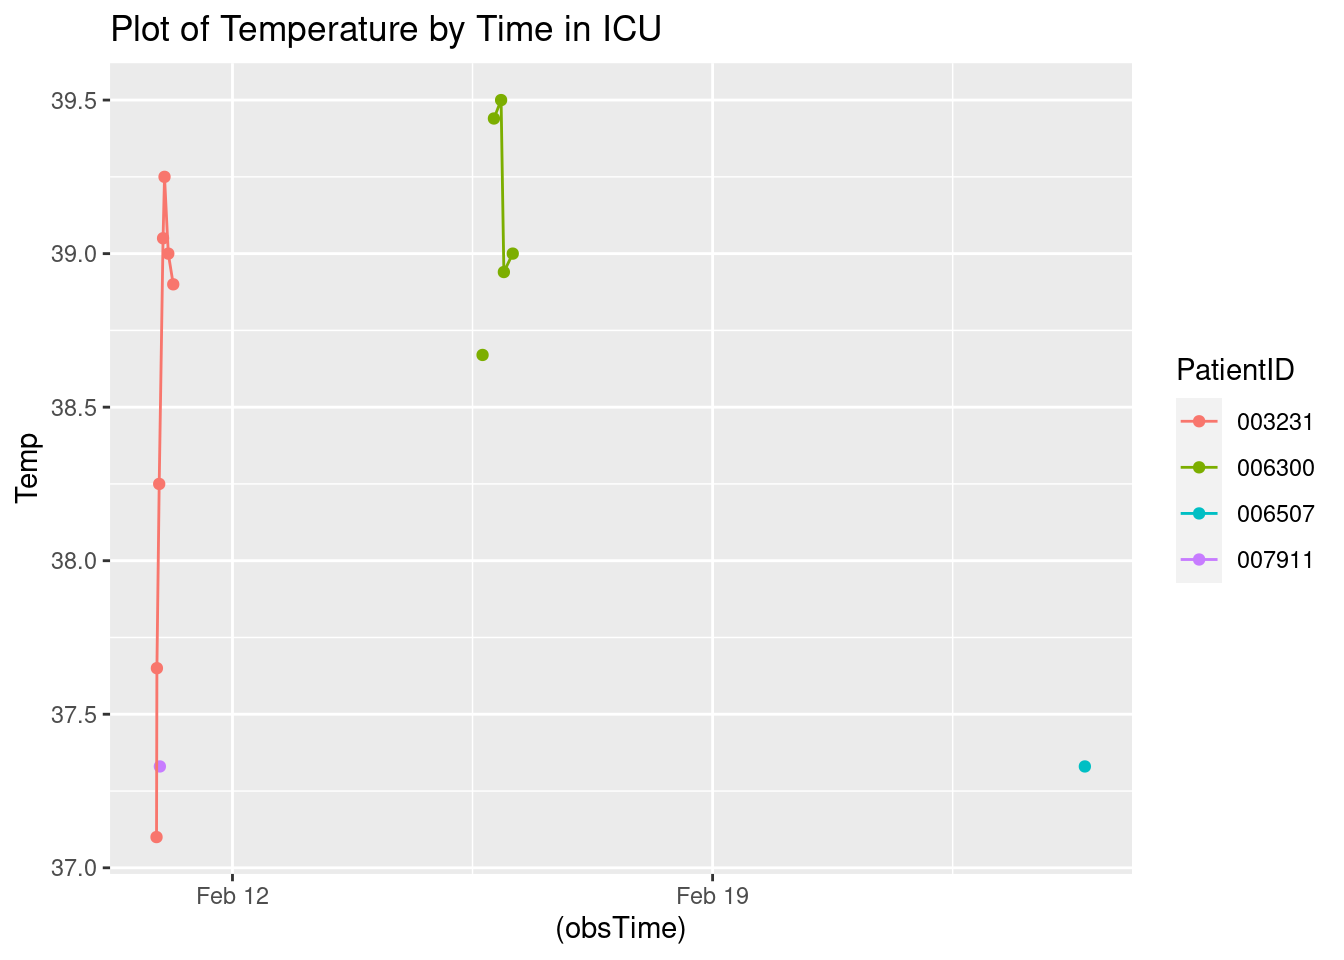 Plot of Temperature by Time in ICU
39.5
39.0
38.5
38.0
37.5
37.0
Temp
Feb 12
Feb 19
(obsTime)
PatientID
003231
006300
006507
007911